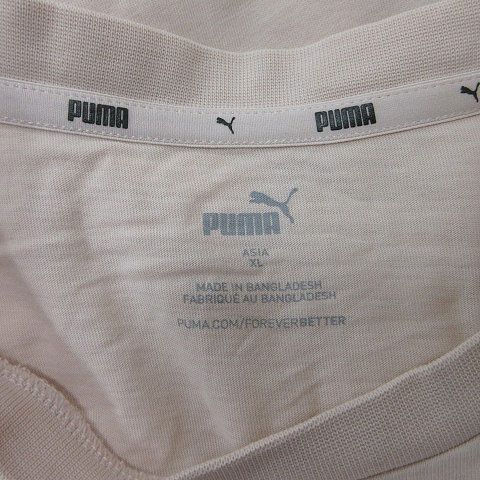 PUMA PUMA
PUMA
ASIA
XL
MADE IN BANGLADESH
FABRIQUÉ AU BANGLADESH
PUMA.COM/FOREVERBETTER